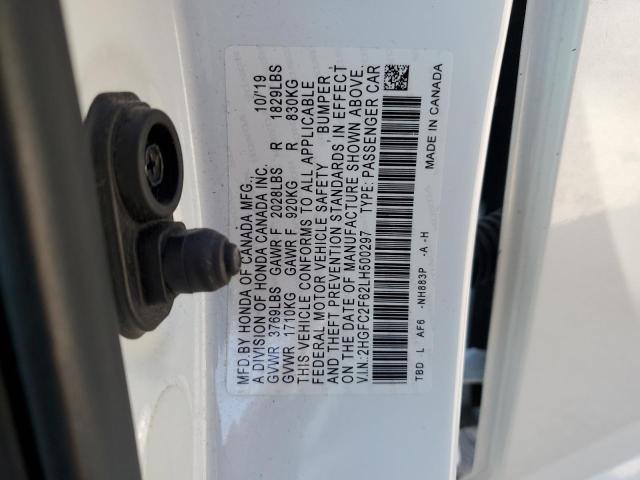 MFD.BY HONDA OF CANADA MFG., 10/'19
A DIVISION OF HONDA CANADA INC.
GVWR 3769LBS GAWR F 2028LBS R 1829LBS
GVWR 1710KG GAWR F 920KG R 830KG
THIS VEHICLE CONFORMS TO ALL APPLICABLE
FEDERAL MOTOR VEHICLE SAFETY, BUMPER,
AND THEFT PREVENTION STANDARDS, IN EFFECT
ON THE DATE OF MANUFACTURE SHOWN ABOVE.
V.I.N.: 2HGFC2F62LH500297 TYPE: PASSENGER CAR
TBD L AF6 -NH883P -A -H MADE IN CANADA